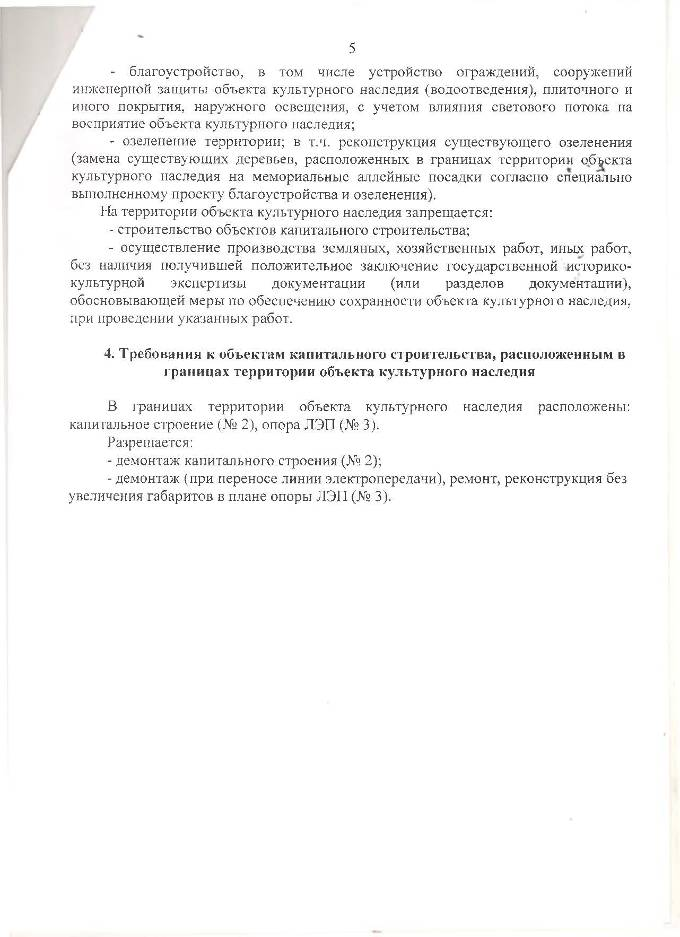 5
- благоустройство, в том числе устройство ограждений, сооружений
инженерной защиты объекта культурного наследия (водоотведения), плиточного и
иного покрытия, наружного освещения, с учетом влияния светового потока на
восприятие объекта культурного наследия;
- озеленение территории; в т.ч. реконструкция существующего озеленения
(замена существующих деревьев, расположенных в границах территории объекта
культурного наследия на мемориальные аллейные посадки согласно специально
выполненному проекту благоустройства и озеленения).
На территории объекта культурного наследия запрещается:
- строительство объектов капитального строительства;
- осуществление производства земляных, хозяйственных работ, иных работ,
без наличия получившей положительное заключение государственной историко-
культурной экспертизы документации (или разделов документации),
обосновывающей меры по обеспечению сохранности объекта культурного наследия,
при проведении указанных работ.
4. Требования к объектам капитального строительства, расположенным в
границах территории объекта культурного наследия
В границах территории объекта культурного наследия расположены:
капитальное строение (№ 2), опора ЛЭП (№ 3).
Разрешается:
- демонтаж капитального строения (№ 2);
- демонтаж (при переносе линии электропередачи), ремонт, реконструкция без
увеличения габаритов в плане опоры ЛЭП (№ 3).